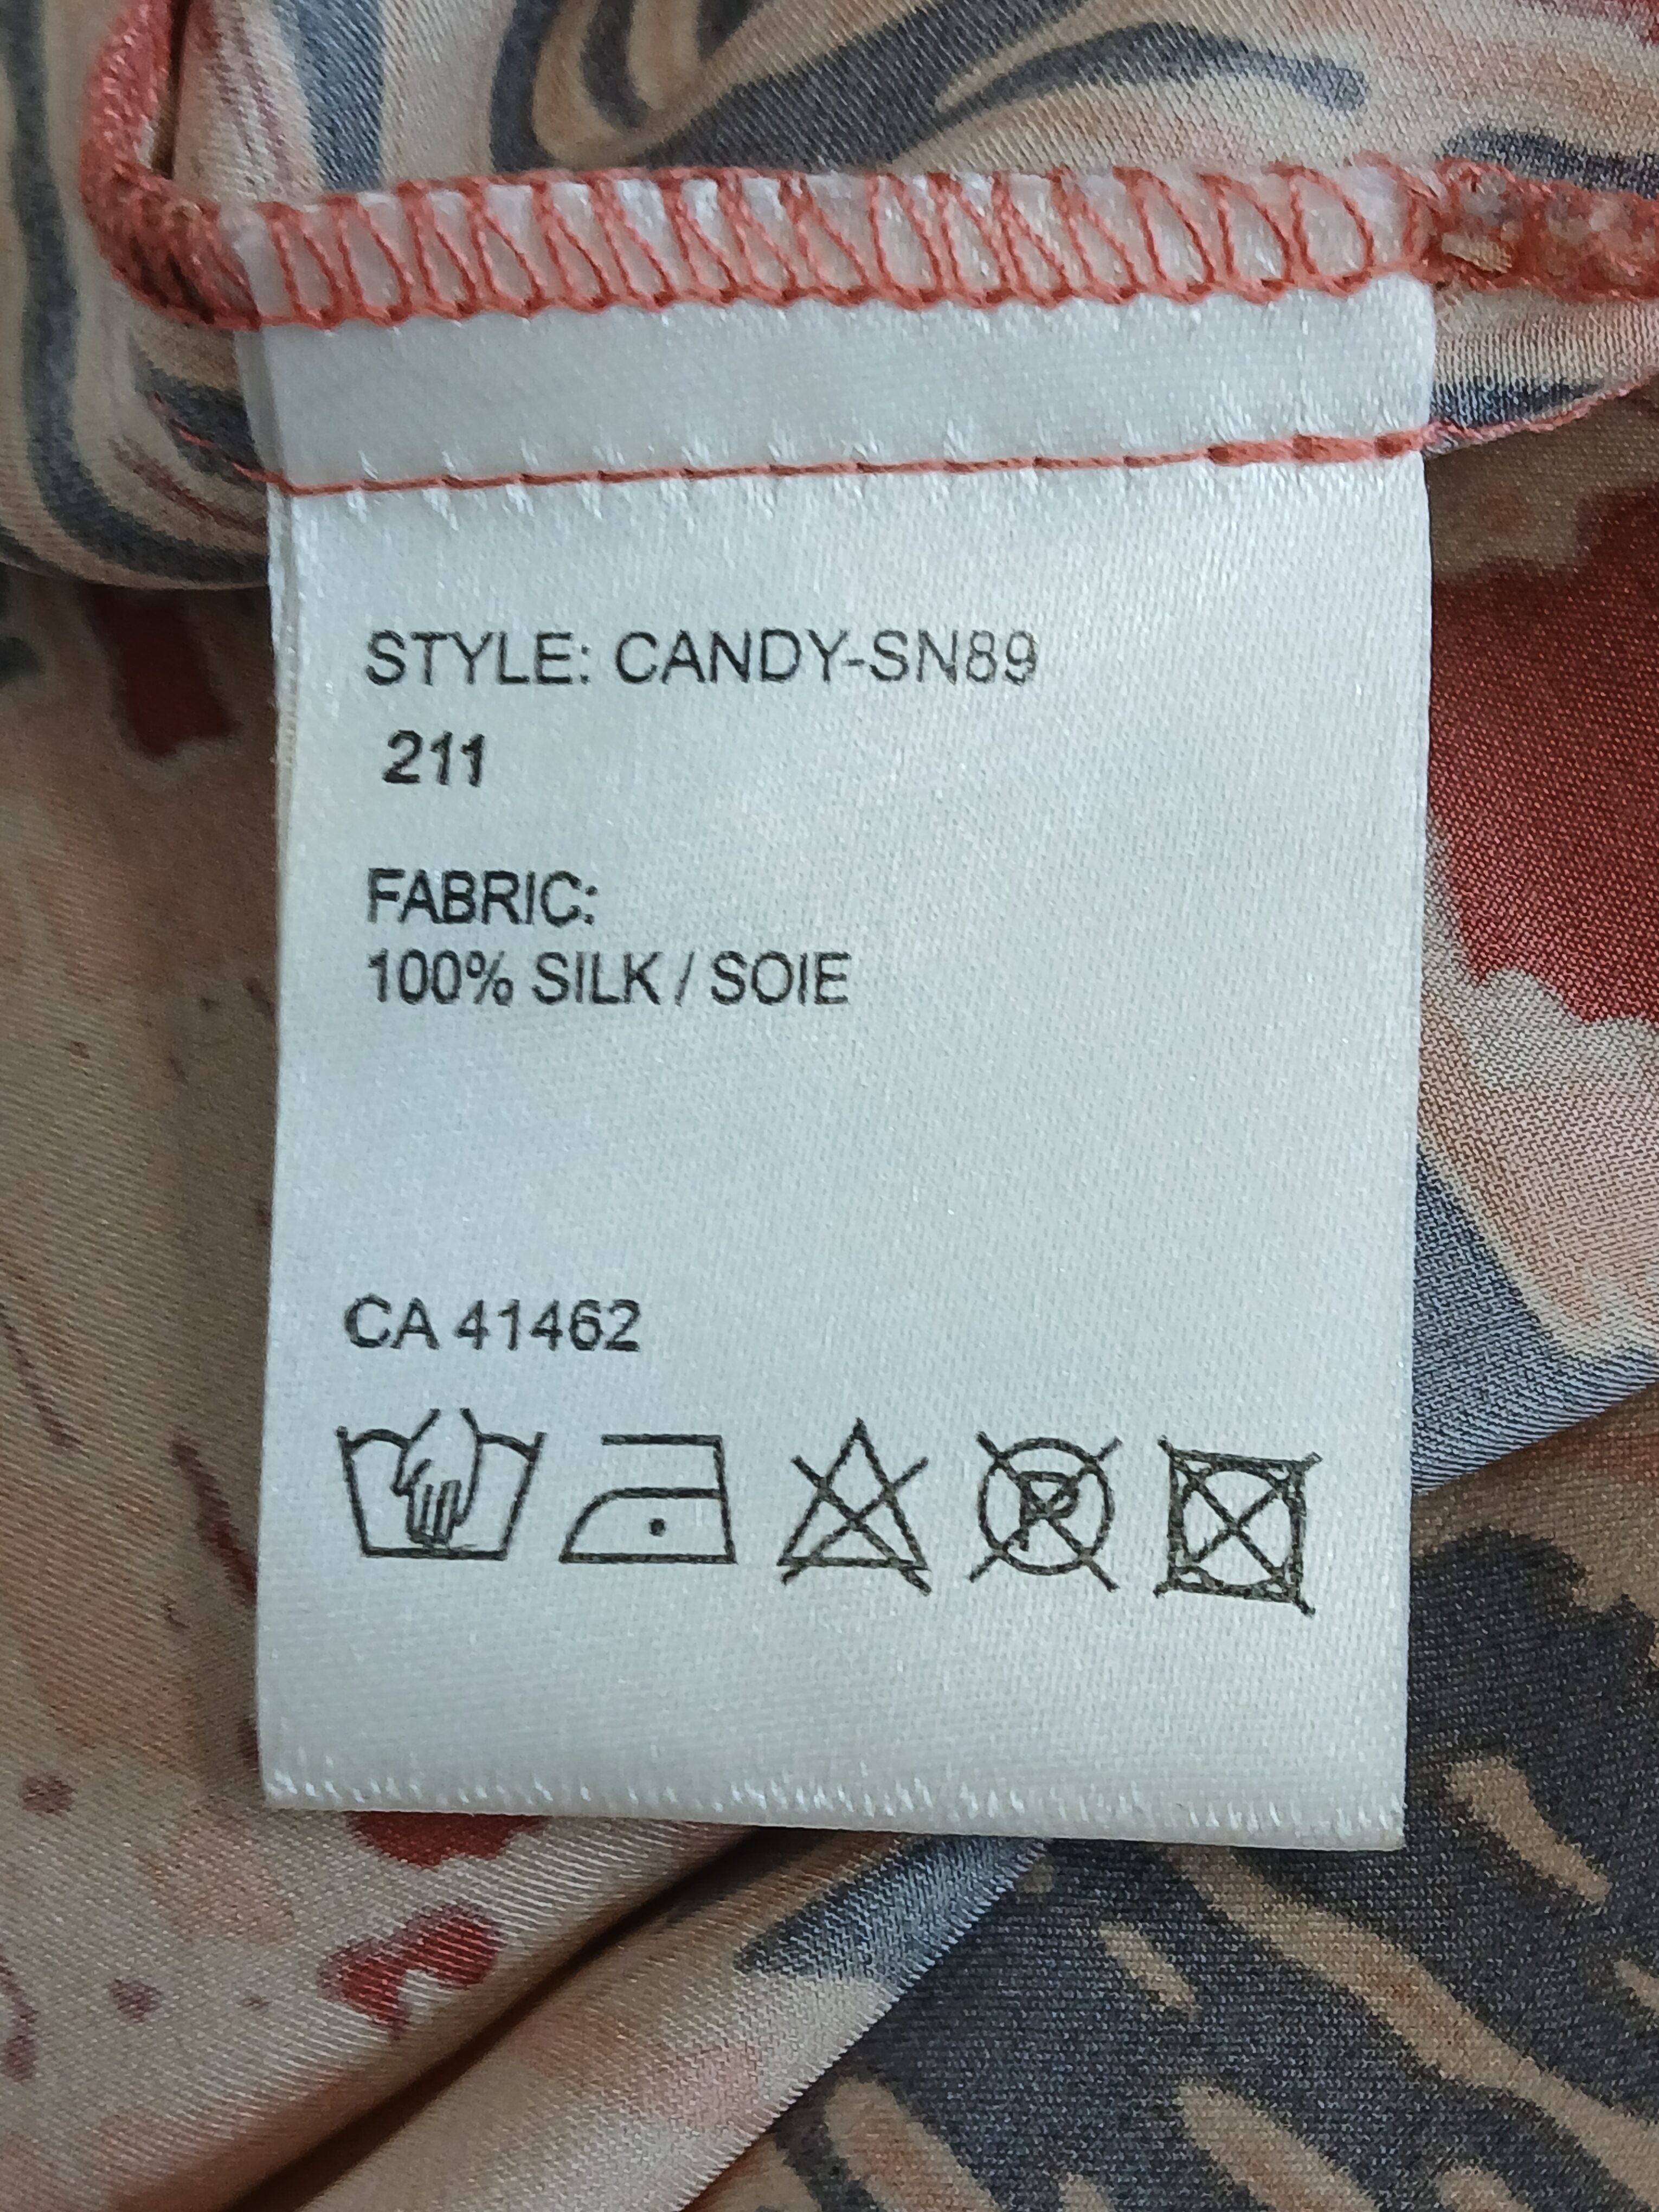 STYLE: CANDY-SN89
211
FABRIC:
100% SILK / SOIE
CA 41462
P